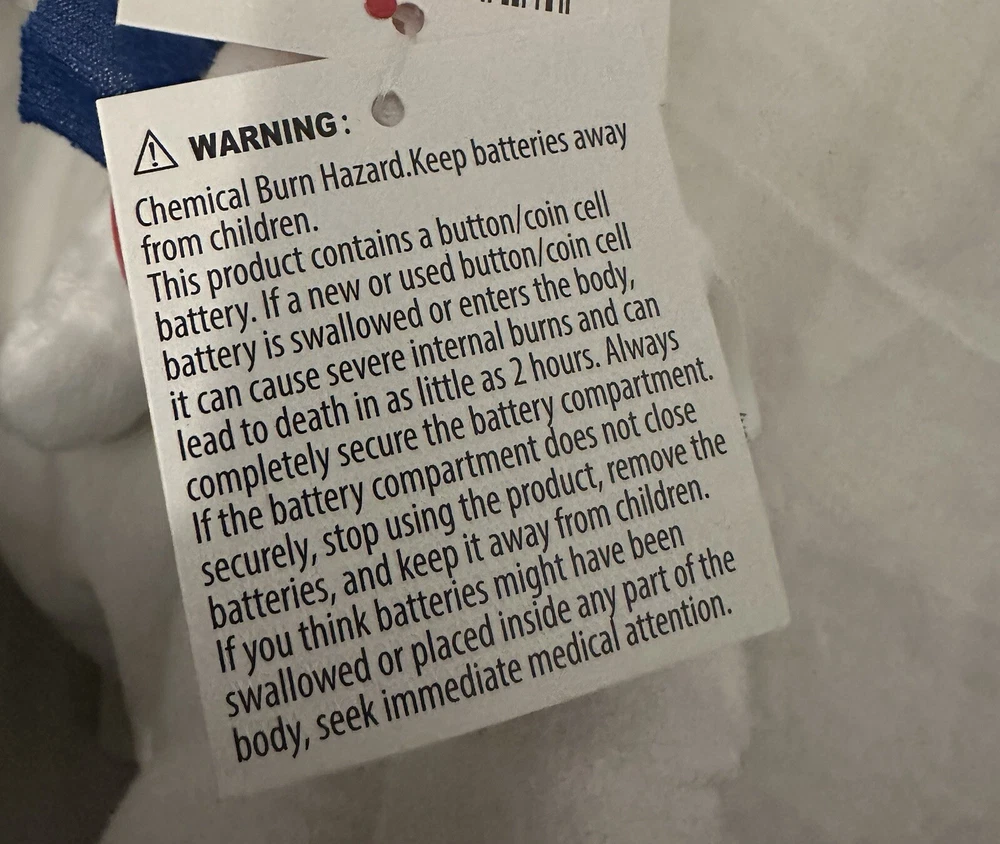 WARNING:
Chemical Burn Hazard.Keep batteries away
from children.
This product contains a button/coin cell
battery. If a new or used button/coin cell
battery is swallowed or enters the body,
it can cause severe internal burns and can
lead to death in as little as 2 hours. Always
completely secure the battery compartment.
If the battery compartment does not close
securely, stop using the product, remove the
batteries, and keep it away from children.
If you think batteries might have been
swallowed or placed inside any part of the
body, seek immediate medical attention.